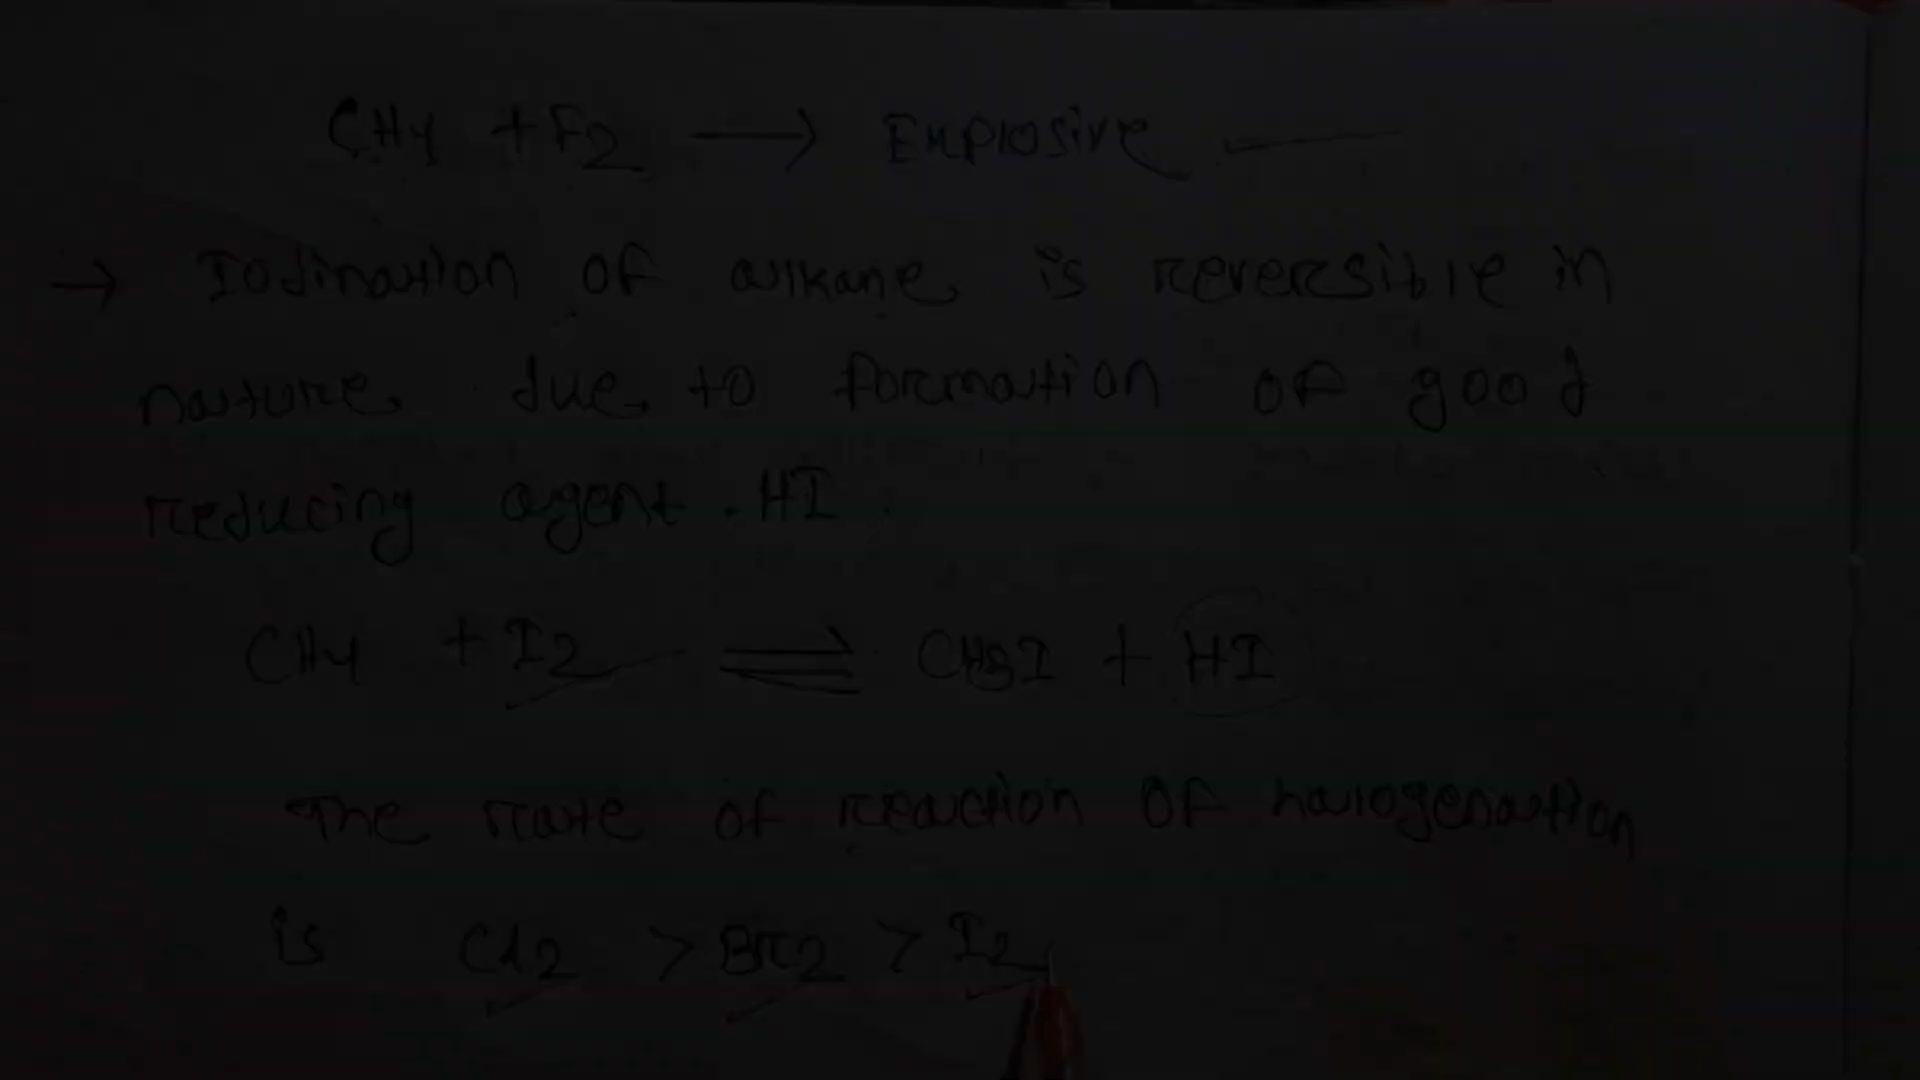 CH4 + F2 → Explosive
→ Iodination of alkane is reversible in
nature due to formation of good
reducing agent. HI.
CH4 + I2 ⇌ CH3I + HI
The rate of reaction of halogenation
is Cl2 > Br2 > I2